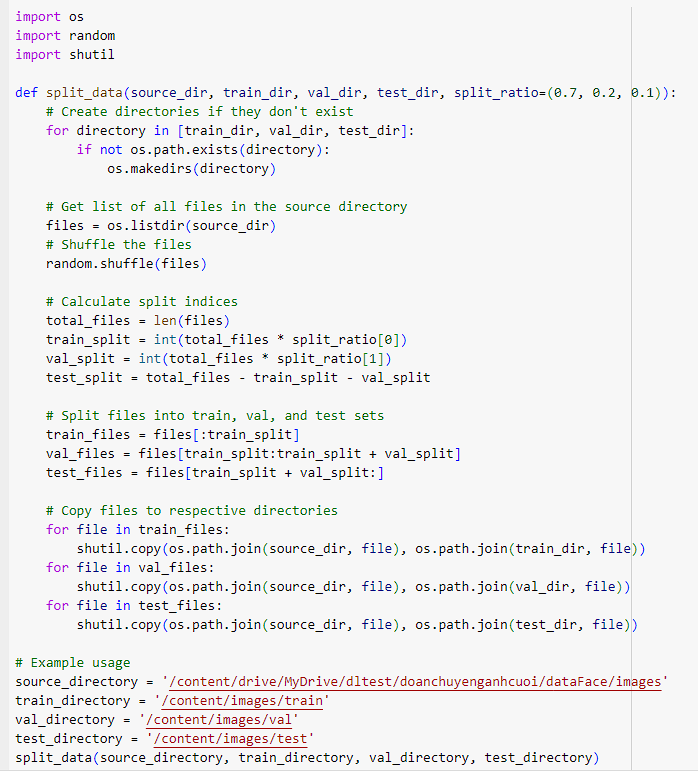 import os
import random
import shutil

def split_data(source_dir, train_dir, val_dir, test_dir, split_ratio=(0.7, 0.2, 0.1)):
    # Create directories if they don't exist
    for directory in [train_dir, val_dir, test_dir]:
        if not os.path.exists(directory):
            os.makedirs(directory)

    # Get list of all files in the source directory
    files = os.listdir(source_dir)
    # Shuffle the files
    random.shuffle(files)

    # Calculate split indices
    total_files = len(files)
    train_split = int(total_files * split_ratio[0])
    val_split = int(total_files * split_ratio[1])
    test_split = total_files - train_split - val_split

    # Split files into train, val, and test sets
    train_files = files[:train_split]
    val_files = files[train_split:train_split + val_split]
    test_files = files[train_split + val_split:]

    # Copy files to respective directories
    for file in train_files:
        shutil.copy(os.path.join(source_dir, file), os.path.join(train_dir, file))
    for file in val_files:
        shutil.copy(os.path.join(source_dir, file), os.path.join(val_dir, file))
    for file in test_files:
        shutil.copy(os.path.join(source_dir, file), os.path.join(test_dir, file))

# Example usage
source_directory = '/content/drive/MyDrive/dltest/doanchuyenganhcuoi/dataFace/images'
train_directory = '/content/images/train'
val_directory = '/content/images/val'
test_directory = '/content/images/test'
split_data(source_directory, train_directory, val_directory, test_directory)